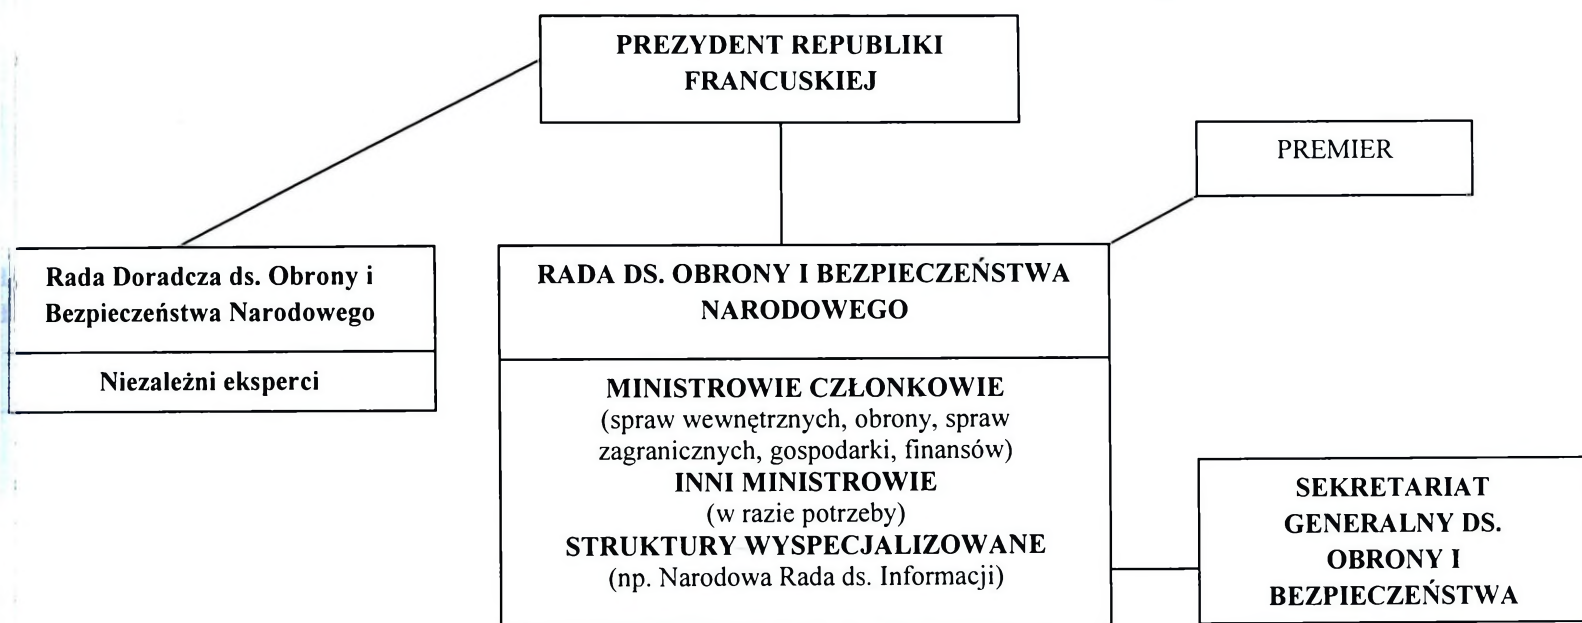 PREZYDENT REPUBLIKI
FRANCUSKIEJ
PREMIER
Rada Doradcza ds. Obrony i
Bezpieczeństwa Narodowego
Niezależni eksperci
RADA DS. OBRONY I BEZPIECZEŃSTWA
NARODOWEGO
MINISTROWIE CZŁONKOWIE
(spraw wewnętrznych, obrony, spraw
zagranicznych, gospodarki, finansów)
INNI MINISTROWIE
(w razie potrzeby)
STRUKTURY WYSPECJALIZOWANE
(np. Narodowa Rada ds. Informacji)
SEKRETARIAT
GENERALNY DS.
OBRONY I
BEZPIECZEŃSTWA